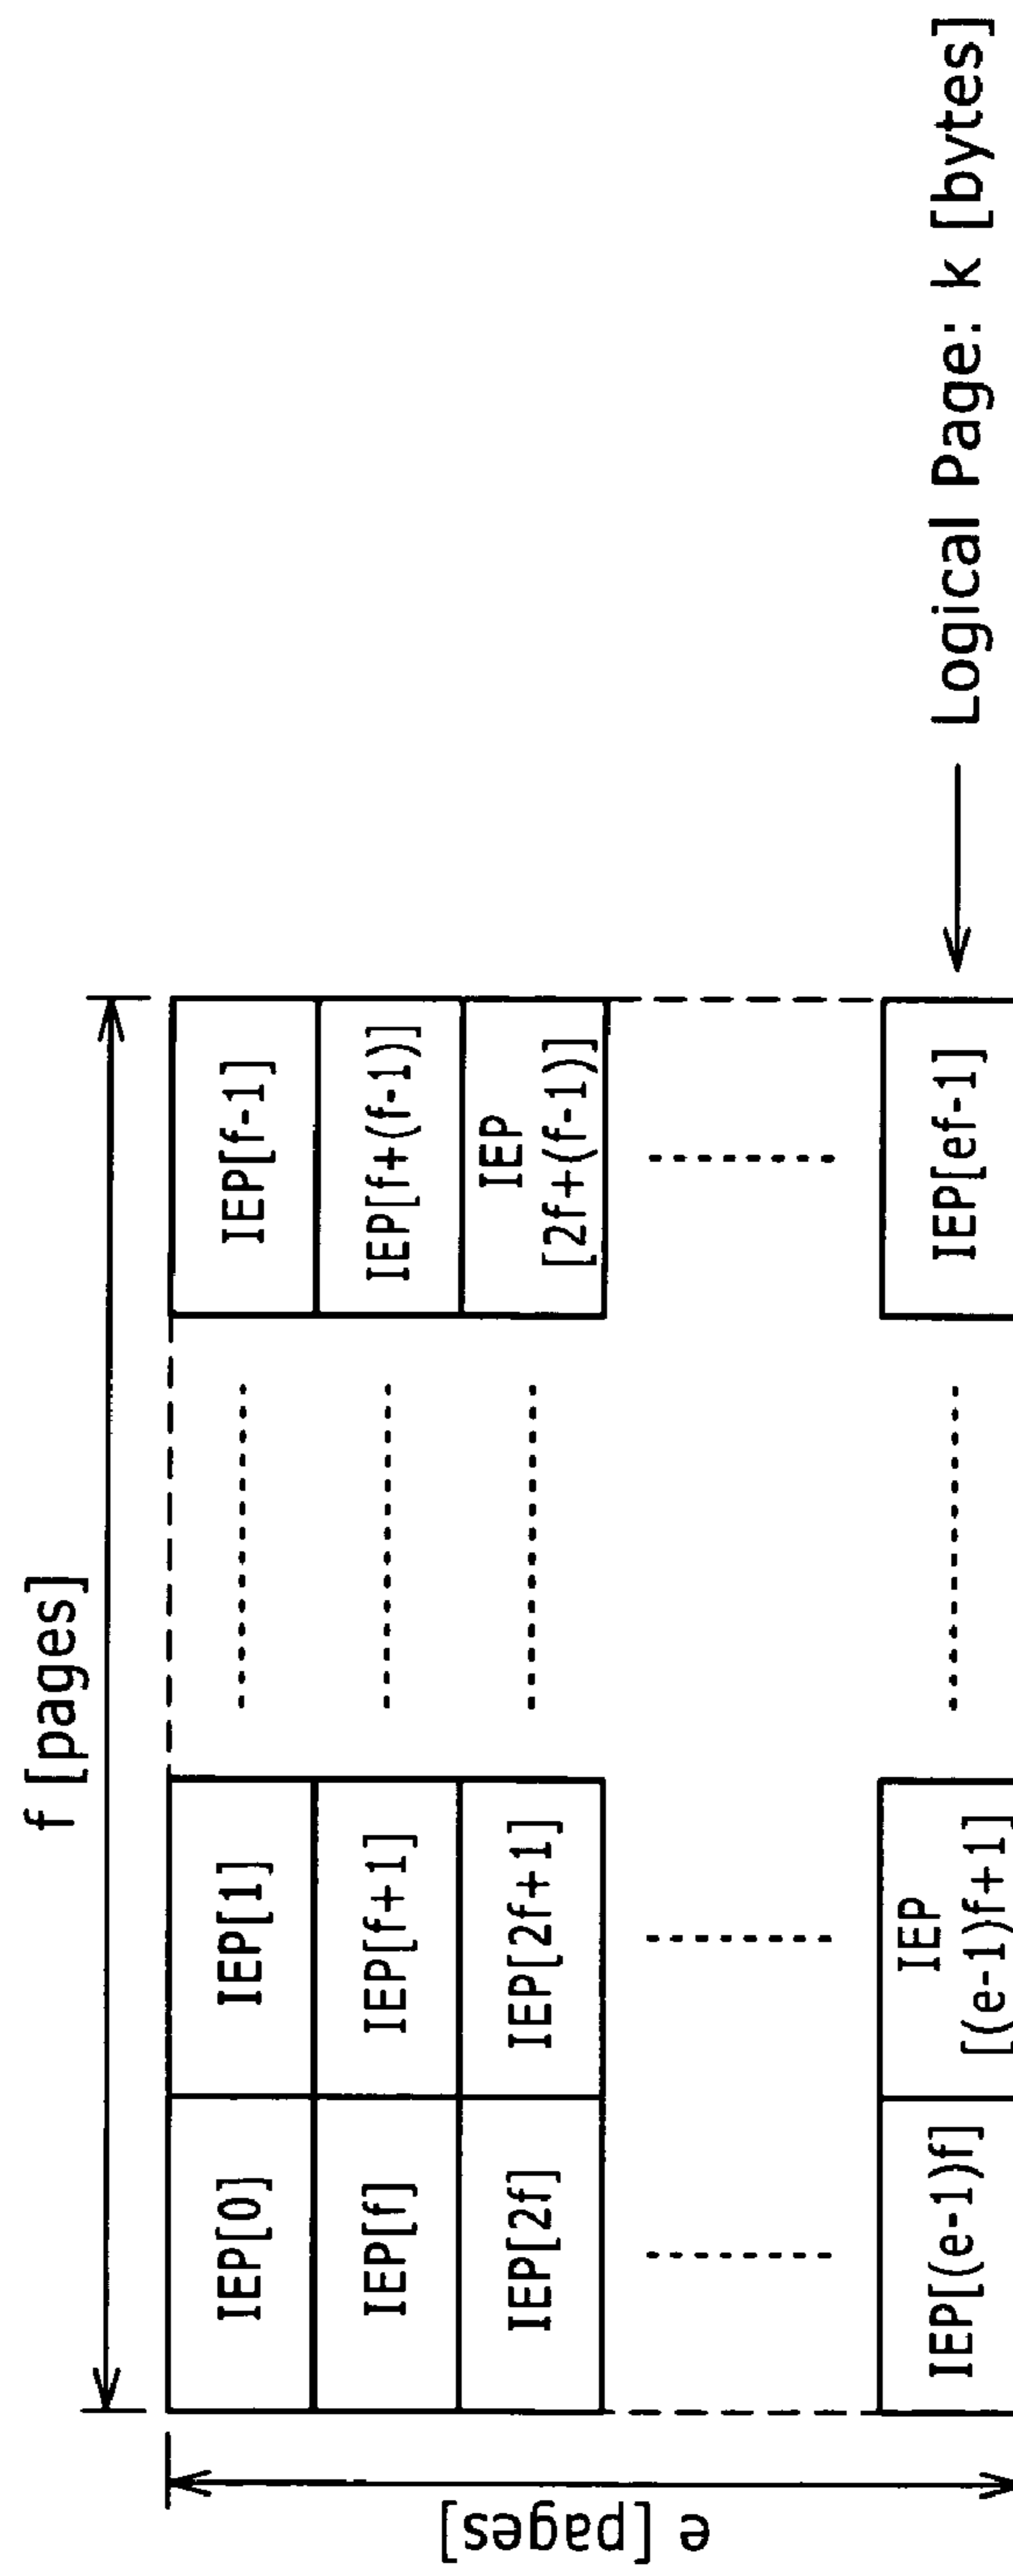 f [pages]
e [pages]
IEP[0]
IEP[1]
IEP[f-1]
IEP[f]
IEP[f+1]
IEP[f+(f-1)]
IEP[2f]
IEP[2f+1]
IEP
[2f+(f-1)]
IEP[(e-1)f]
IEP
[(e-1)f+1]
IEP[ef-1]
Logical Page: k [bytes]